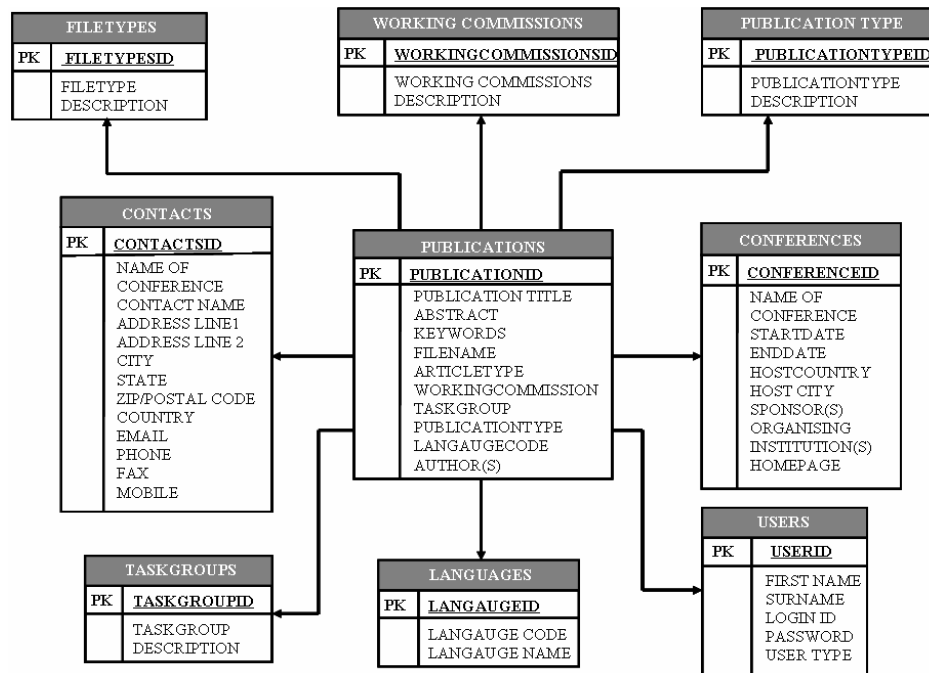 FILETYPES
PK FILETYPESID
FILETYPE
DESCRIPTION
WORKING COMMISSIONS
PK WORKINGCOMMISSIONSID
WORKING COMMISSIONS
DESCRIPTION
PUBLICATION TYPE
PK PUBLICATIONTYPEID
PUBLICATIONTYPE
DESCRIPTION
CONTACTS
PK CONTACTSID
NAME OF
CONFERENCE
CONTACT NAME
ADDRESS LINE1
ADDRESS LINE 2
CITY
STATE
ZIP/POSTAL CODE
COUNTRY
EMAIL
PHONE
FAX
MOBILE
PUBLICATIONS
PK PUBLICATIONID
PUBLICATION TITLE
ABSTRACT
KEYWORDS
FILENAME
ARTICLETYPE
WORKINGCOMMISSION
TASKGROUP
PUBLICATIONTYPE
LANGAUGECODE
AUTHOR(S)
CONFERENCES
PK CONFERENCEID
NAME OF
CONFERENCE
STARTDATE
ENDDATE
HOSTCOUNTRY
HOST CITY
SPONSOR(S)
ORGANISING
INSTITUTION(S)
HOMEPAGE
TASKGROUPS
PK TASKGROUPID
TASKGROUP
DESCRIPTION
LANGUAGES
PK LANGAUGEID
LANGAUGE CODE
LANGAUGE NAME
USERS
PK USERID
FIRST NAME
SURNAME
LOGIN ID
PASSWORD
USER TYPE